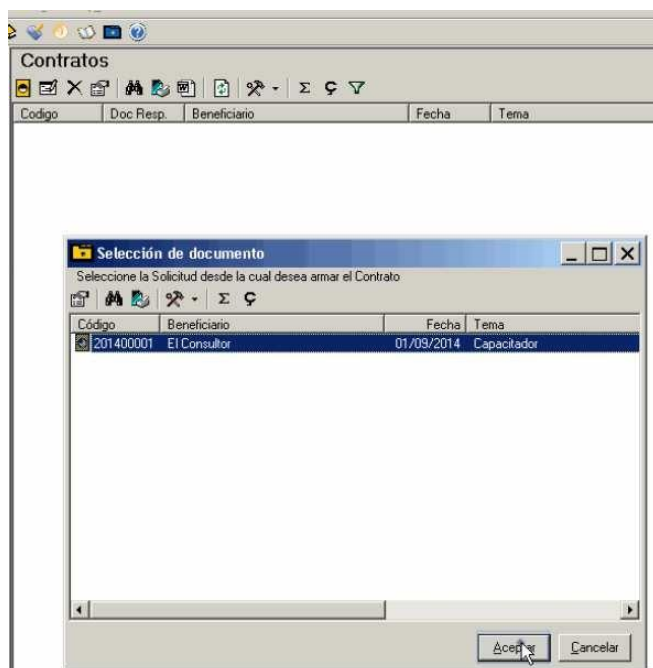 Contratos
Σ Ç
Codigo Doc Resp. Beneficiario Fecha Tema
Selección de documento
Seleccione la Solicitud desde la cual desea armar el Contrato
Σ Ç
Código Beneficiario Fecha Tema
201400001 El Consultor 01/09/2014 Capacitador
Aceptar Cancelar